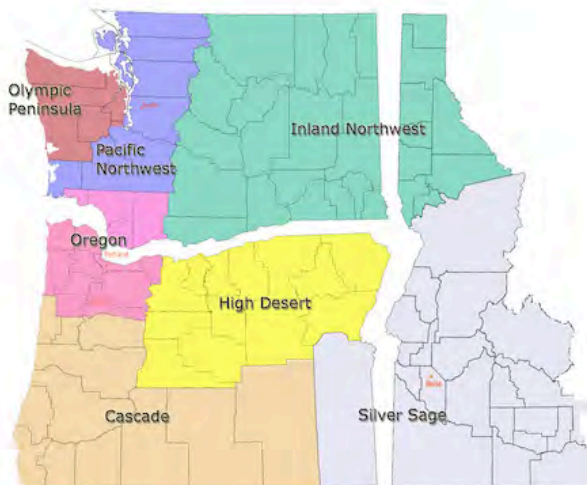 Olympic
Peninsula
Inland Northwest
Pacific
Northwest
Oregon
Portland
High Desert
Cascade
Silver Sage
Boise